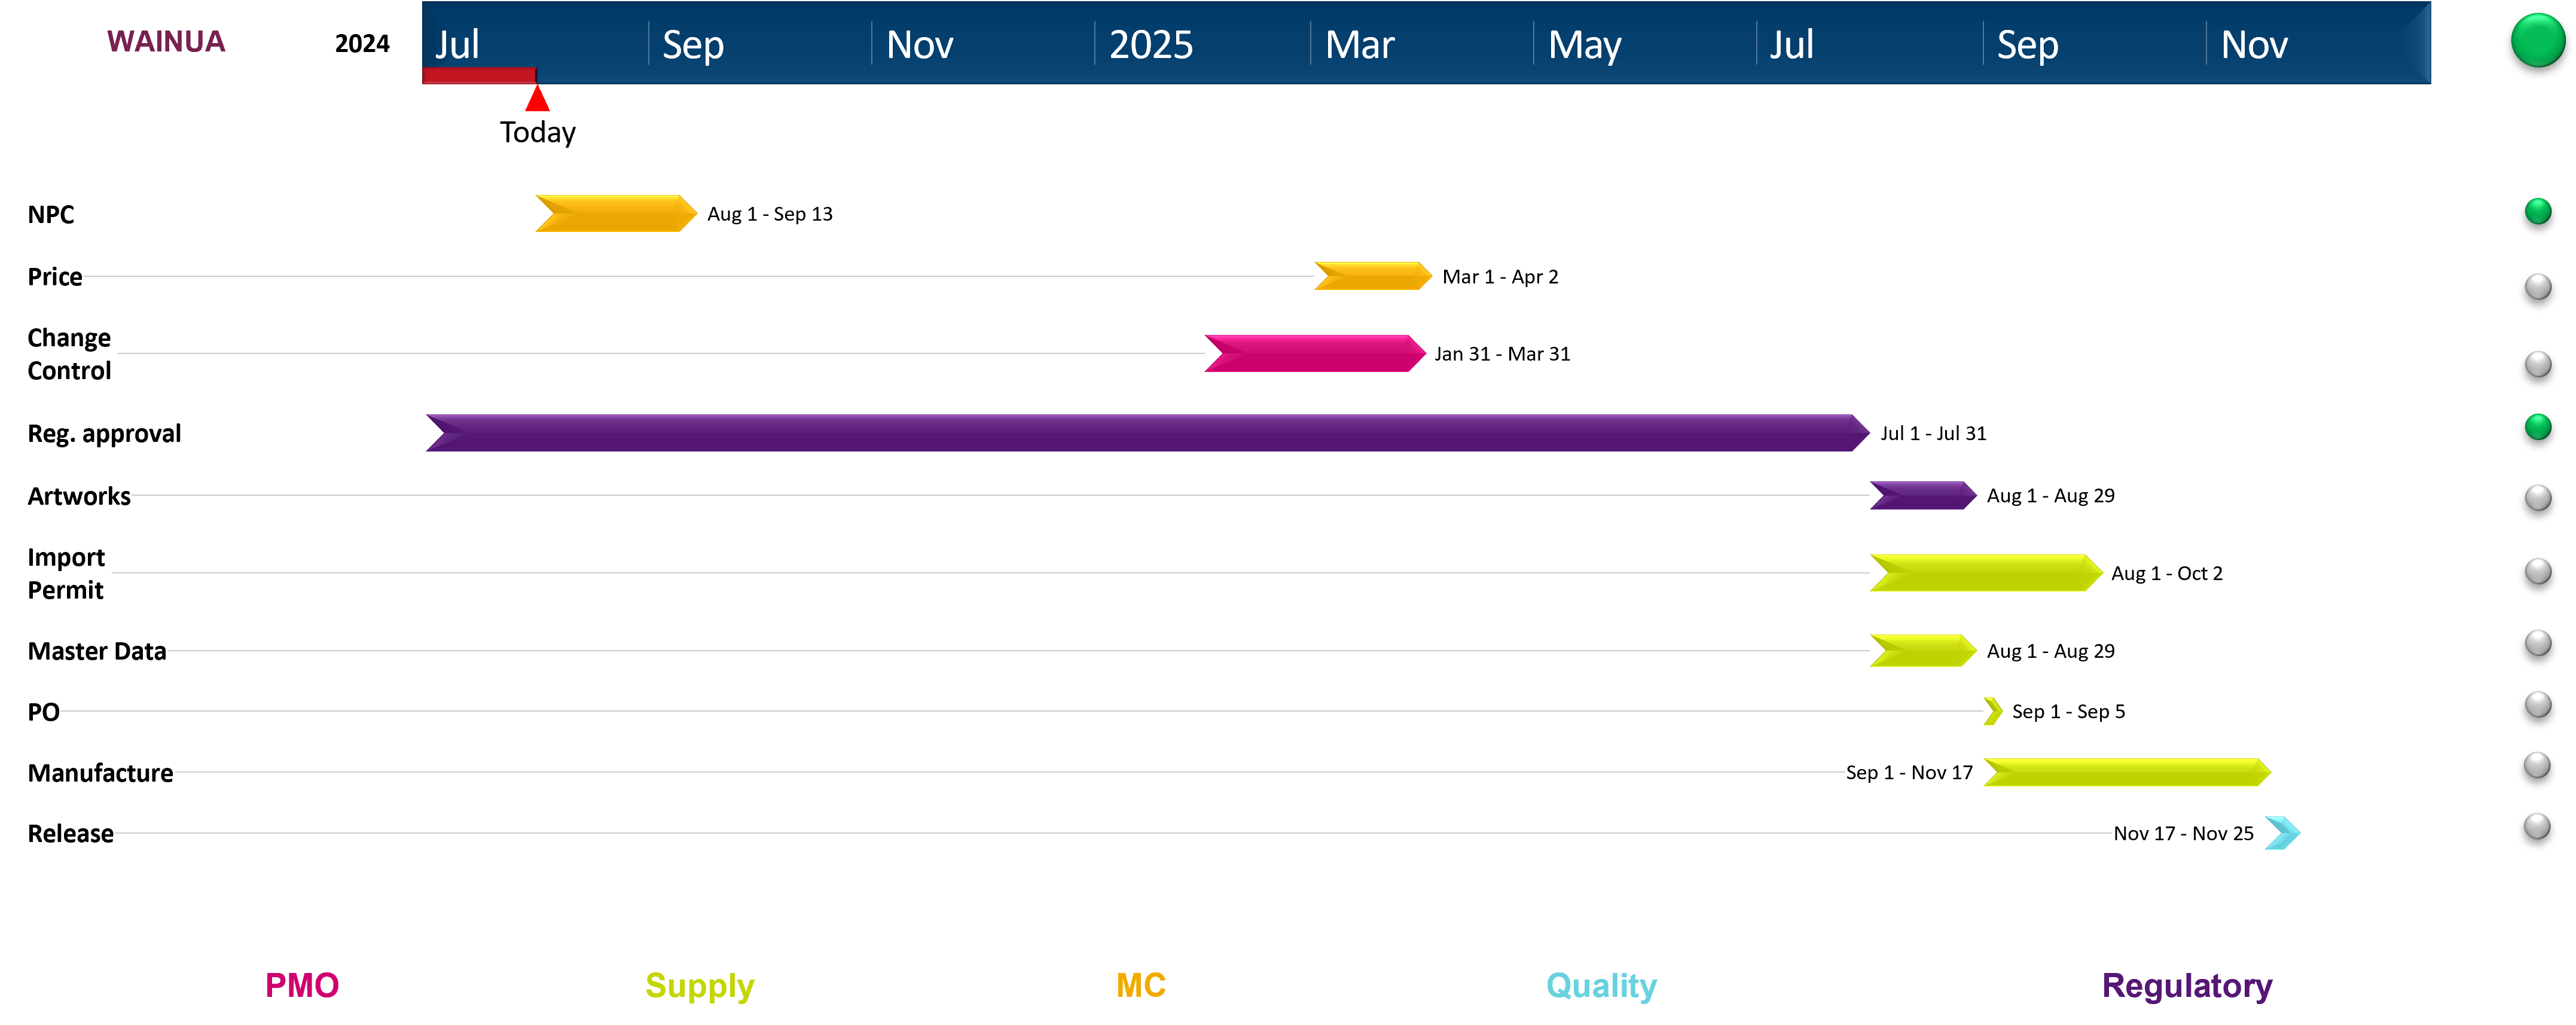 WAINUA
2024
Jul Sep Nov 2025 Mar May Jul Sep Nov
Today
NPC Aug 1 - Sep 13
Price Mar 1 - Apr 2
Change
Control
Jan 31 - Mar 31
Reg. approval Jul 1 - Jul 31
Artworks Aug 1 - Aug 29
Import
Permit
Aug 1 - Oct 2
Master Data Aug 1 - Aug 29
PO Sep 1 - Sep 5
Manufacture Sep 1 - Nov 17
Release Nov 17 - Nov 25
PMO Supply MC Quality Regulatory